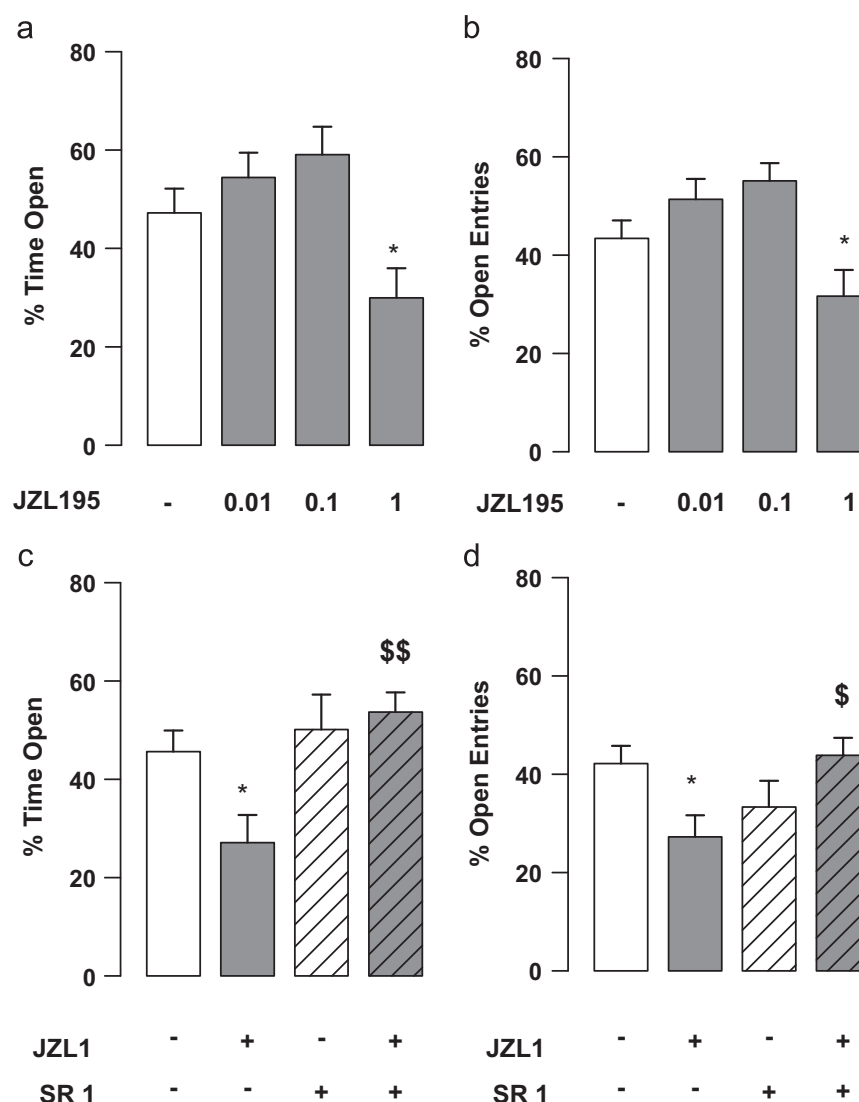 a
80
60
40
20
0
% Time Open
*
JZL195 - 0.01 0.1 1
b
80
60
40
20
0
% Open Entries
*
JZL195 - 0.01 0.1 1
c
80
60
40
20
0
% Time Open
*
$$
JZL1 - + - +
SR 1 - - + +
d
80
60
40
20
0
% Open Entries
*
$
JZL1 - + - +
SR 1 - - + +